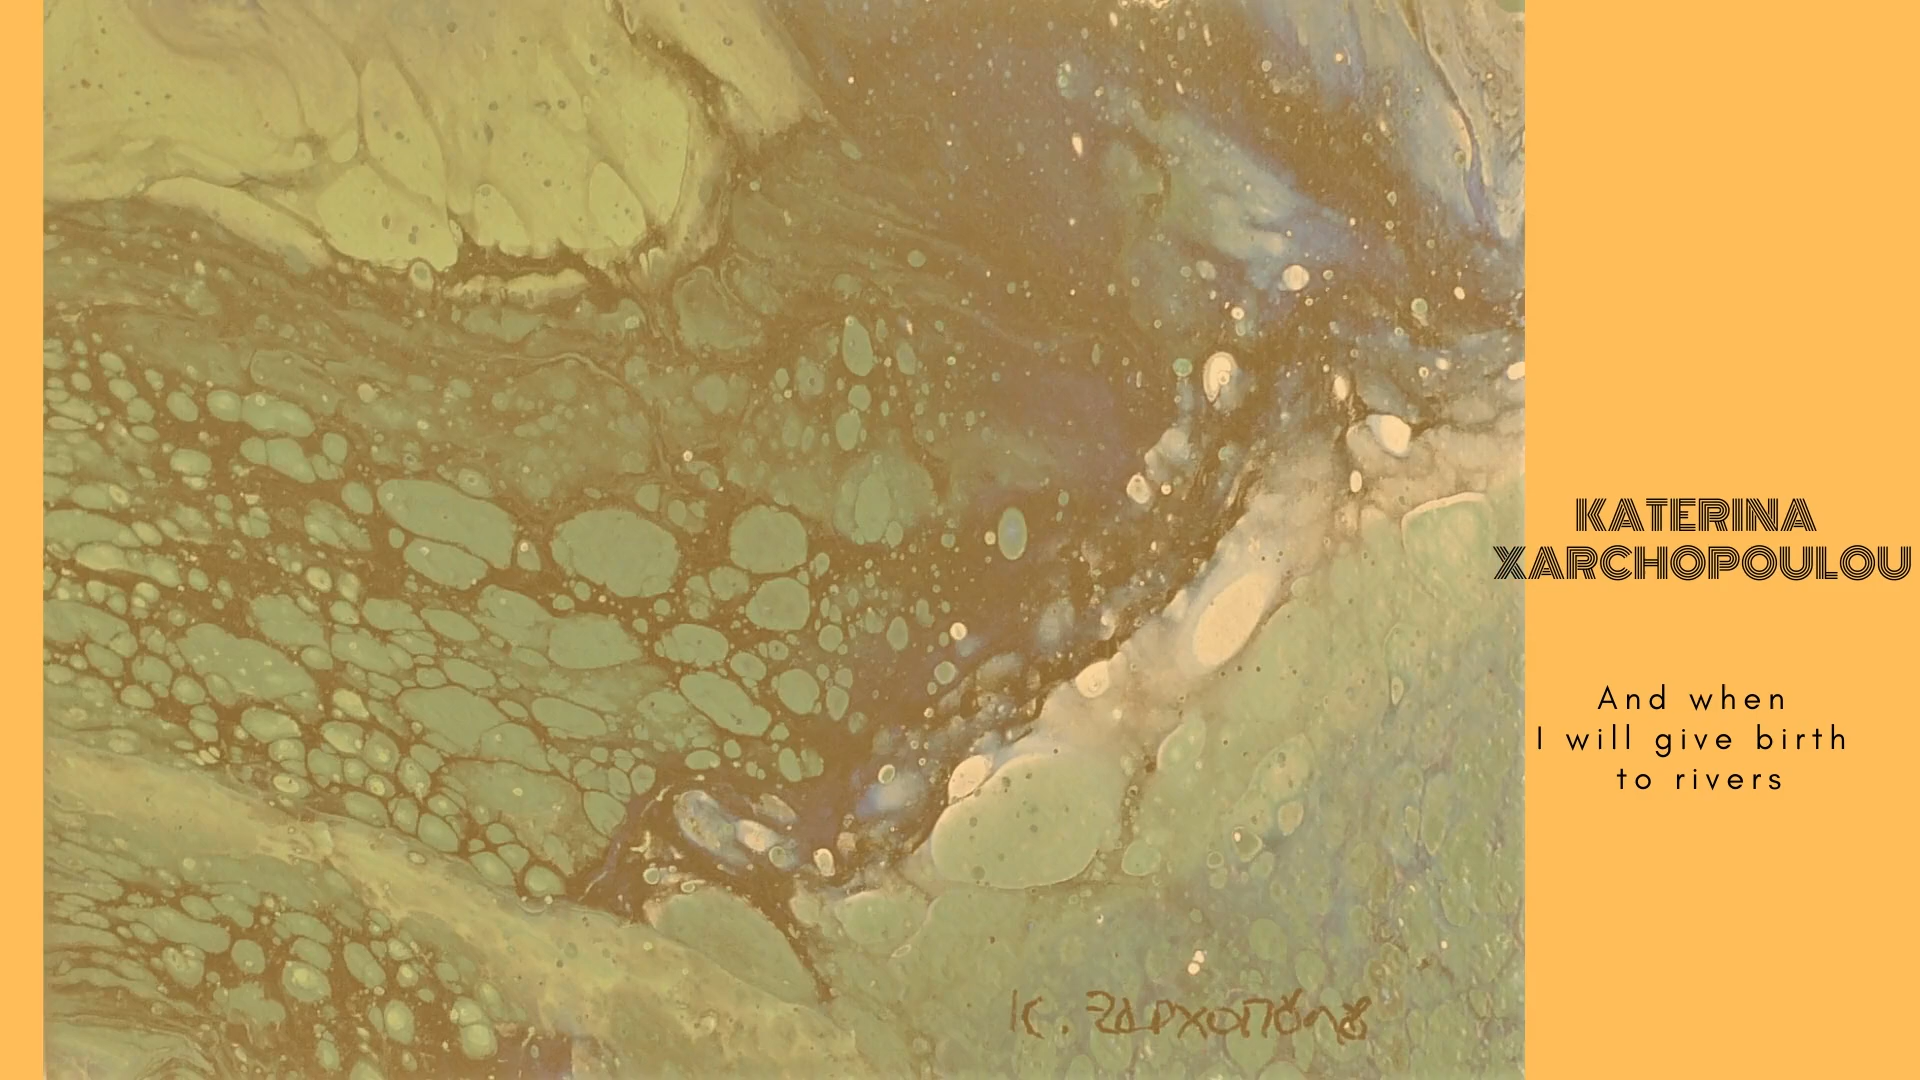 KATERINA
XARCHOPOULOU
And when
I will give birth
to rivers
Κ. Ξαρχοπούλου